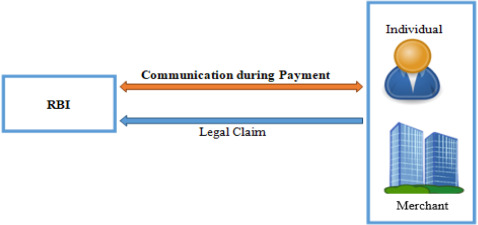 Individual
Communication during Payment
RBI
Legal Claim
Merchant